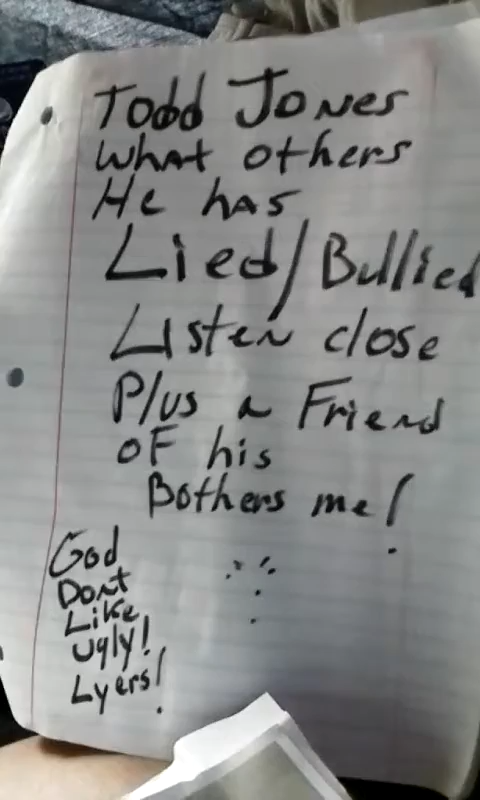 Todd Jones
What others
He has
Lied/Bullied
Listen close
Plus a Friend
OF his
Bothers me!
God
Dont
Like
Ugly!
Lyers!